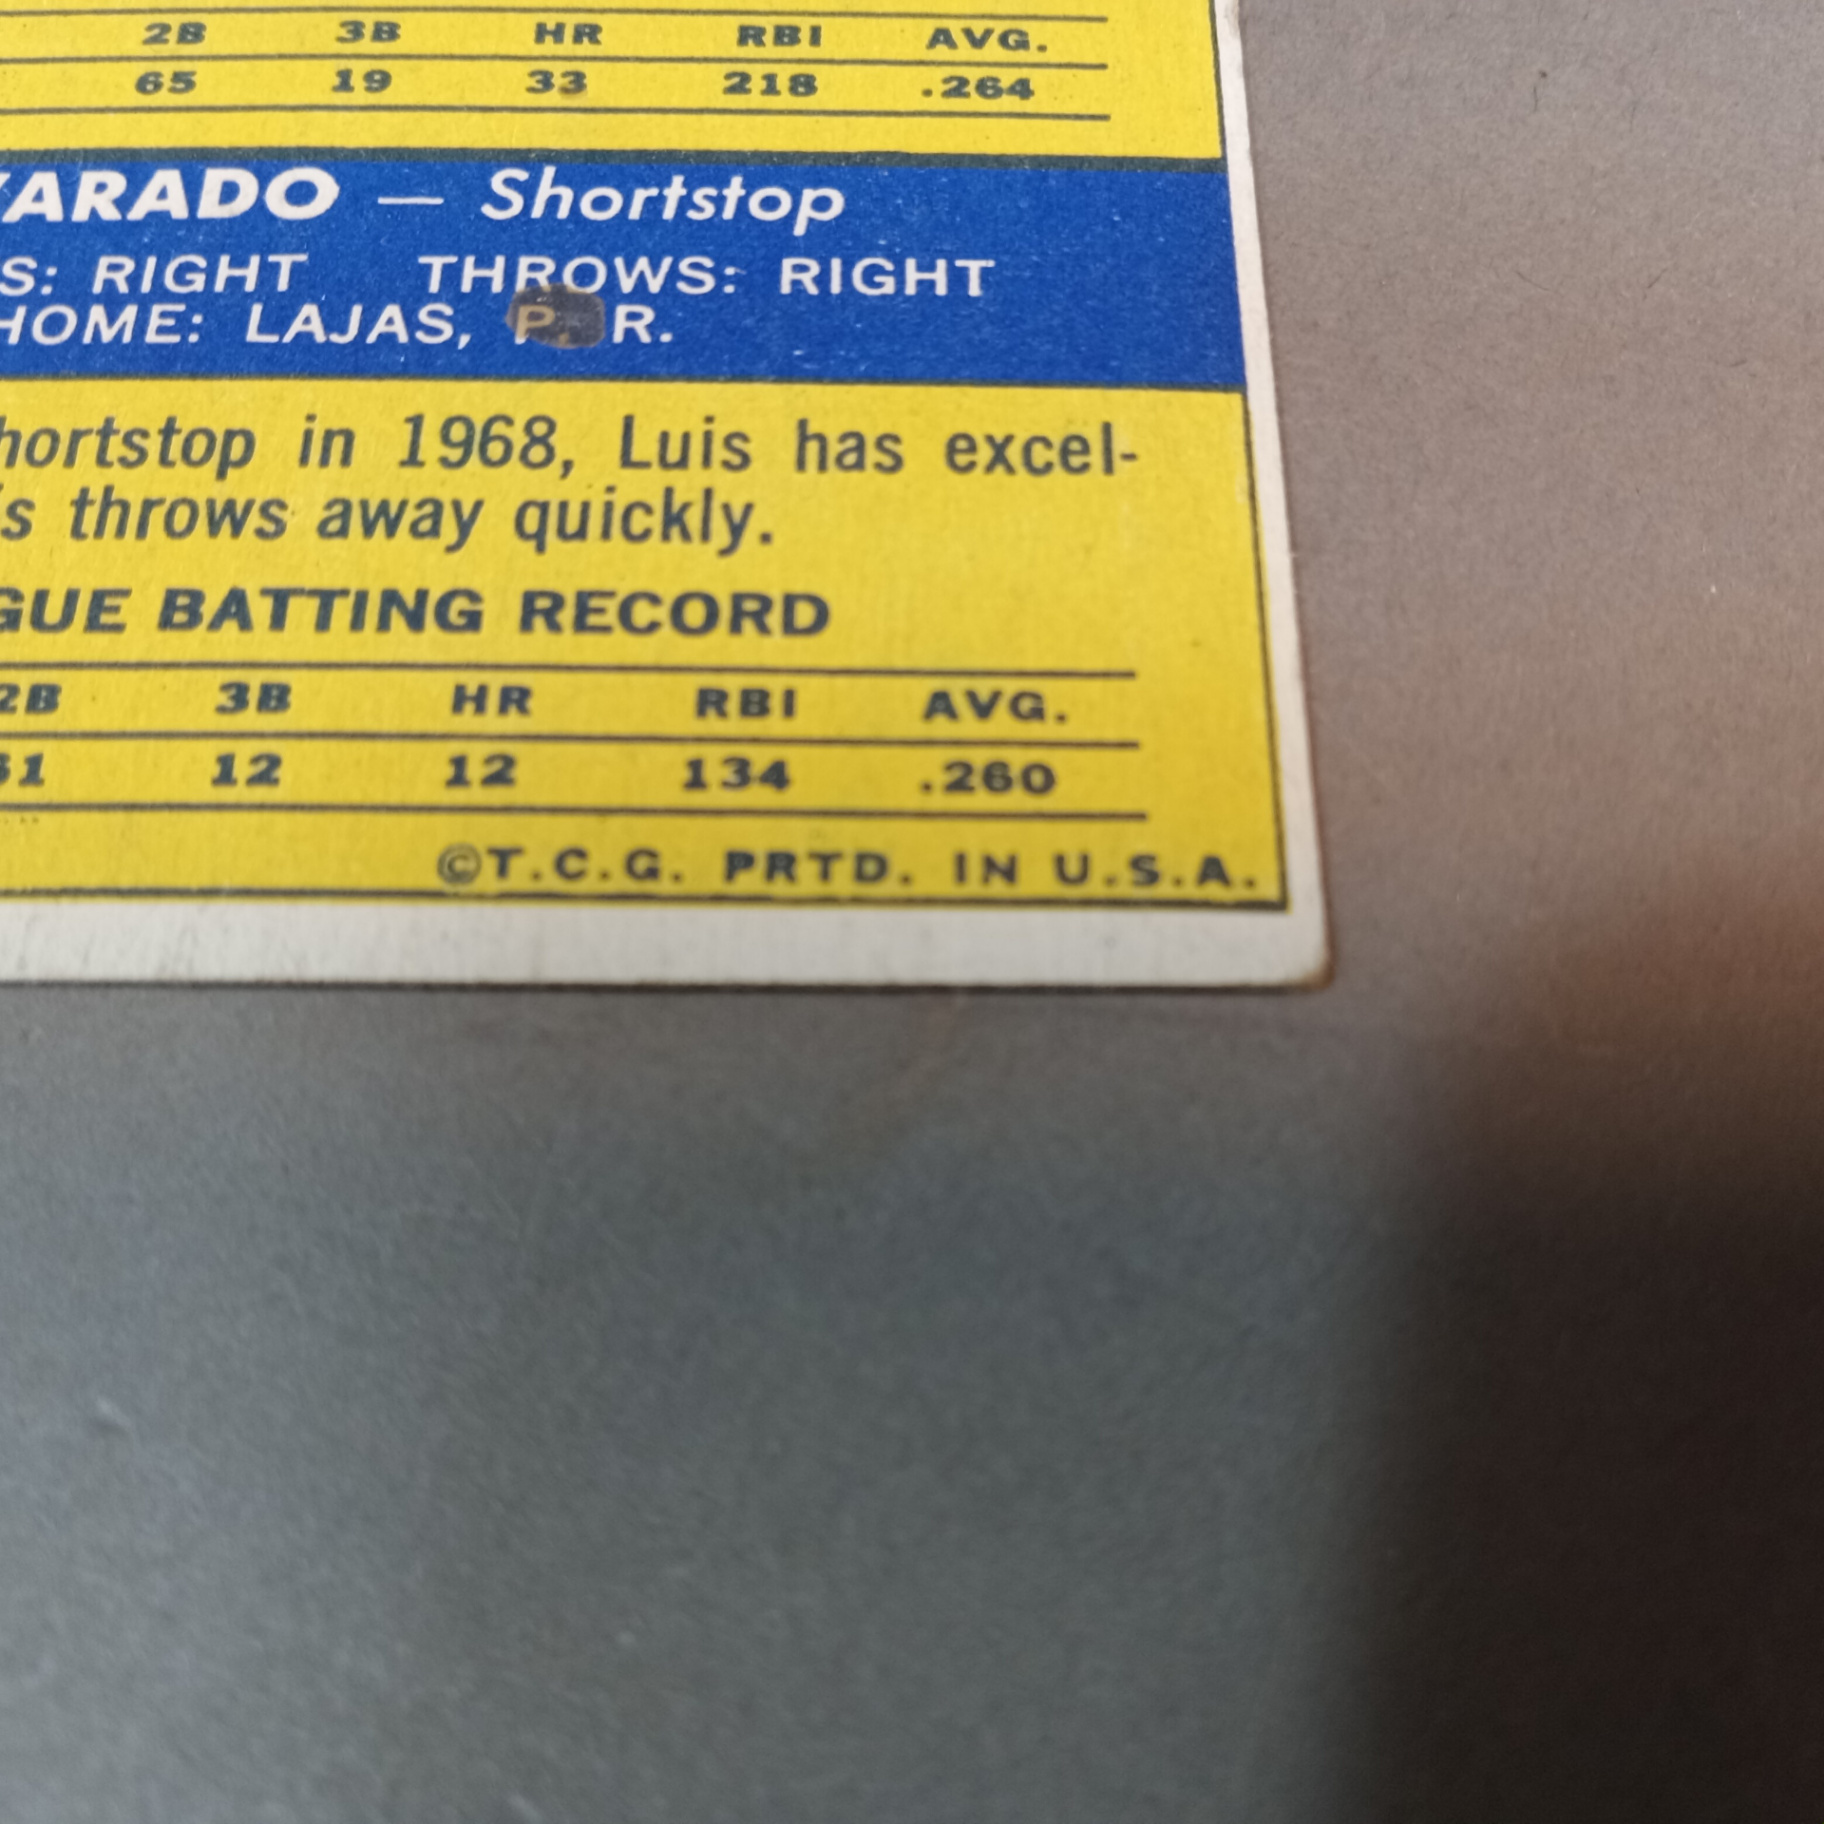 2B 3B HR RBI AVG.
65 19 33 218 .264
VARADO — Shortstop
S: RIGHT THROWS: RIGHT
HOME: LAJAS, P. R.
hortstop in 1968, Luis has excel-
's throws away quickly.
GUE BATTING RECORD
2B 3B HR RBI AVG.
51 12 12 134 .260
©T.C.G. PRTD. IN U.S.A.